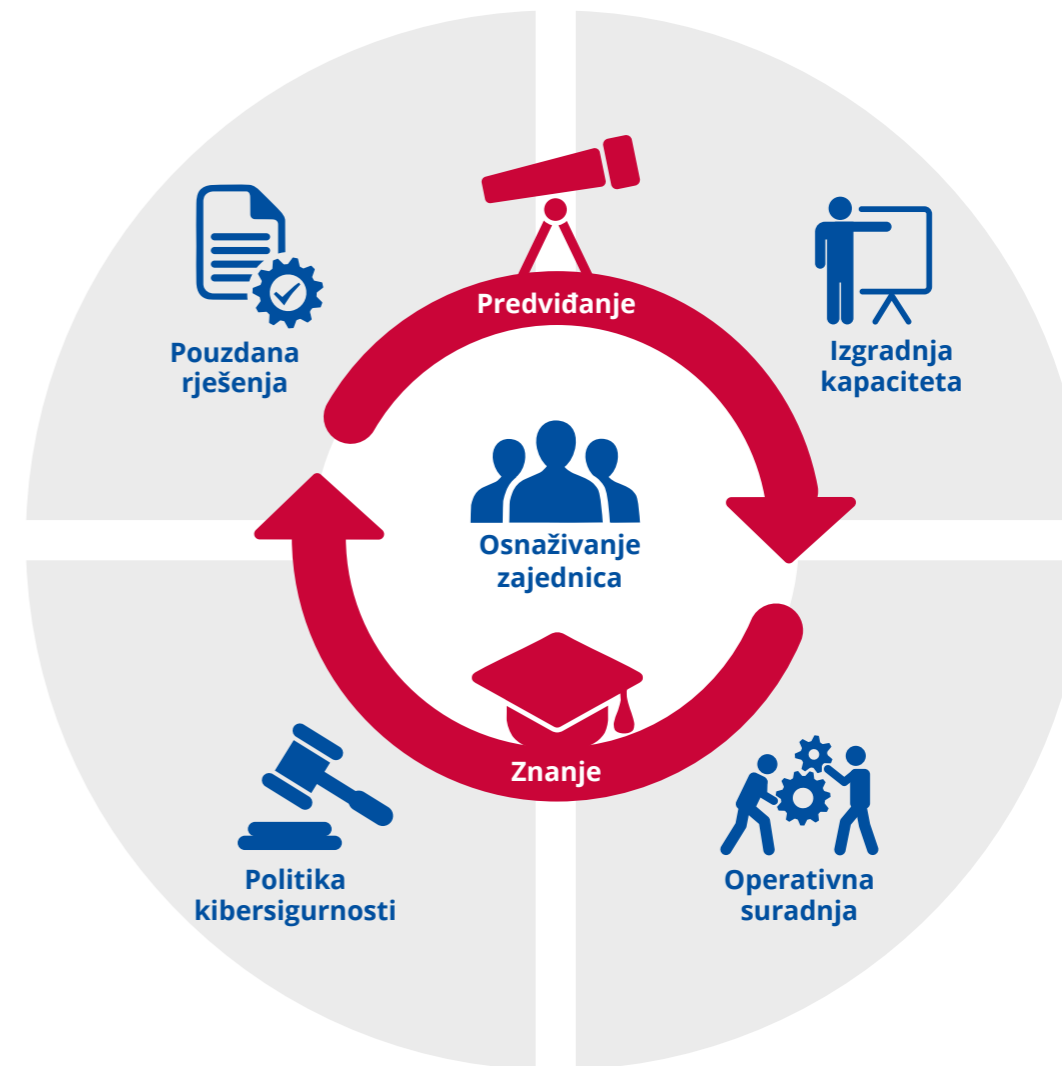 Predviđanje
Pouzdana
rješenja
Izgradnja
kapaciteta
Osnaživanje
zajednica
Znanje
Politika
kibersigurnosti
Operativna
suradnja